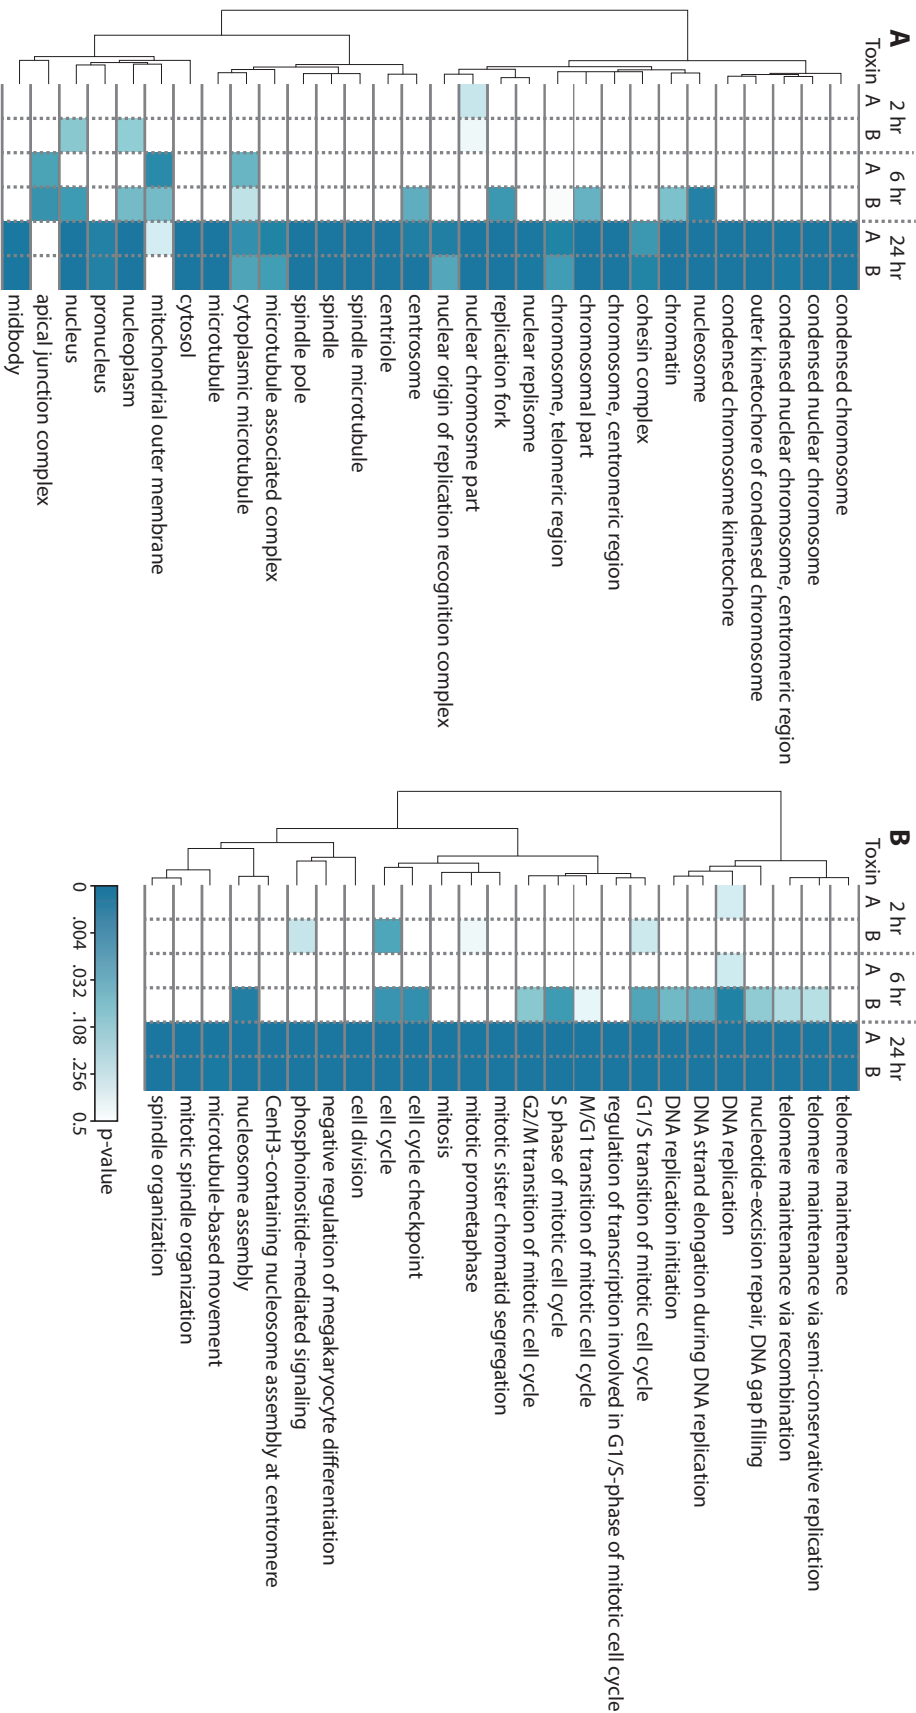 A
Toxin A B A B A B
2 hr 6 hr 24 hr
condensed chromosome
condensed nuclear chromosome
condensed nuclear chromosome, centromeric region
outer kinetochore of condensed chromosome
condensed chromosome kinetochore
nucleosome
chromatin
cohesin complex
chromosome, centromeric region
chromosomal part
chromosome, telomeric region
nuclear replisome
replication fork
nuclear chromosme part
nuclear origin of replication recognition complex
centrosome
centriole
spindle microtubule
spindle
spindle pole
microtubule associated complex
cytoplasmic microtubule
microtubule
cytosol
mitochondrial outer membrane
nucleoplasm
pronucleus
nucleus
apical junction complex
midbody
B
Toxin A B A B A B
2 hr 6 hr 24 hr
telomere maintenance
telomere maintenance via semi-conservative replication
telomere maintenance via recombination
nucleotide-excision repair, DNA gap filling
DNA replication
DNA strand elongation during DNA replication
DNA replication initiation
G1/S transition of mitotic cell cycle
regulation of transcription involved in G1/S-phase of mitotic cell cycle
M/G1 transition of mitotic cell cycle
S phase of mitotic cell cycle
G2/M transition of mitotic cell cycle
mitotic sister chromatid segregation
mitotic prometaphase
mitosis
cell cycle checkpoint
cell cycle
cell division
negative regulation of megakaryocyte differentiation
phosphoinositide-mediated signaling
CenH3-containing nucleosome assembly at centromere
nucleosome assembly
microtubule-based movement
mitotic spindle organization
spindle organization
0 .004 .032 .108 .256 0.5
p-value